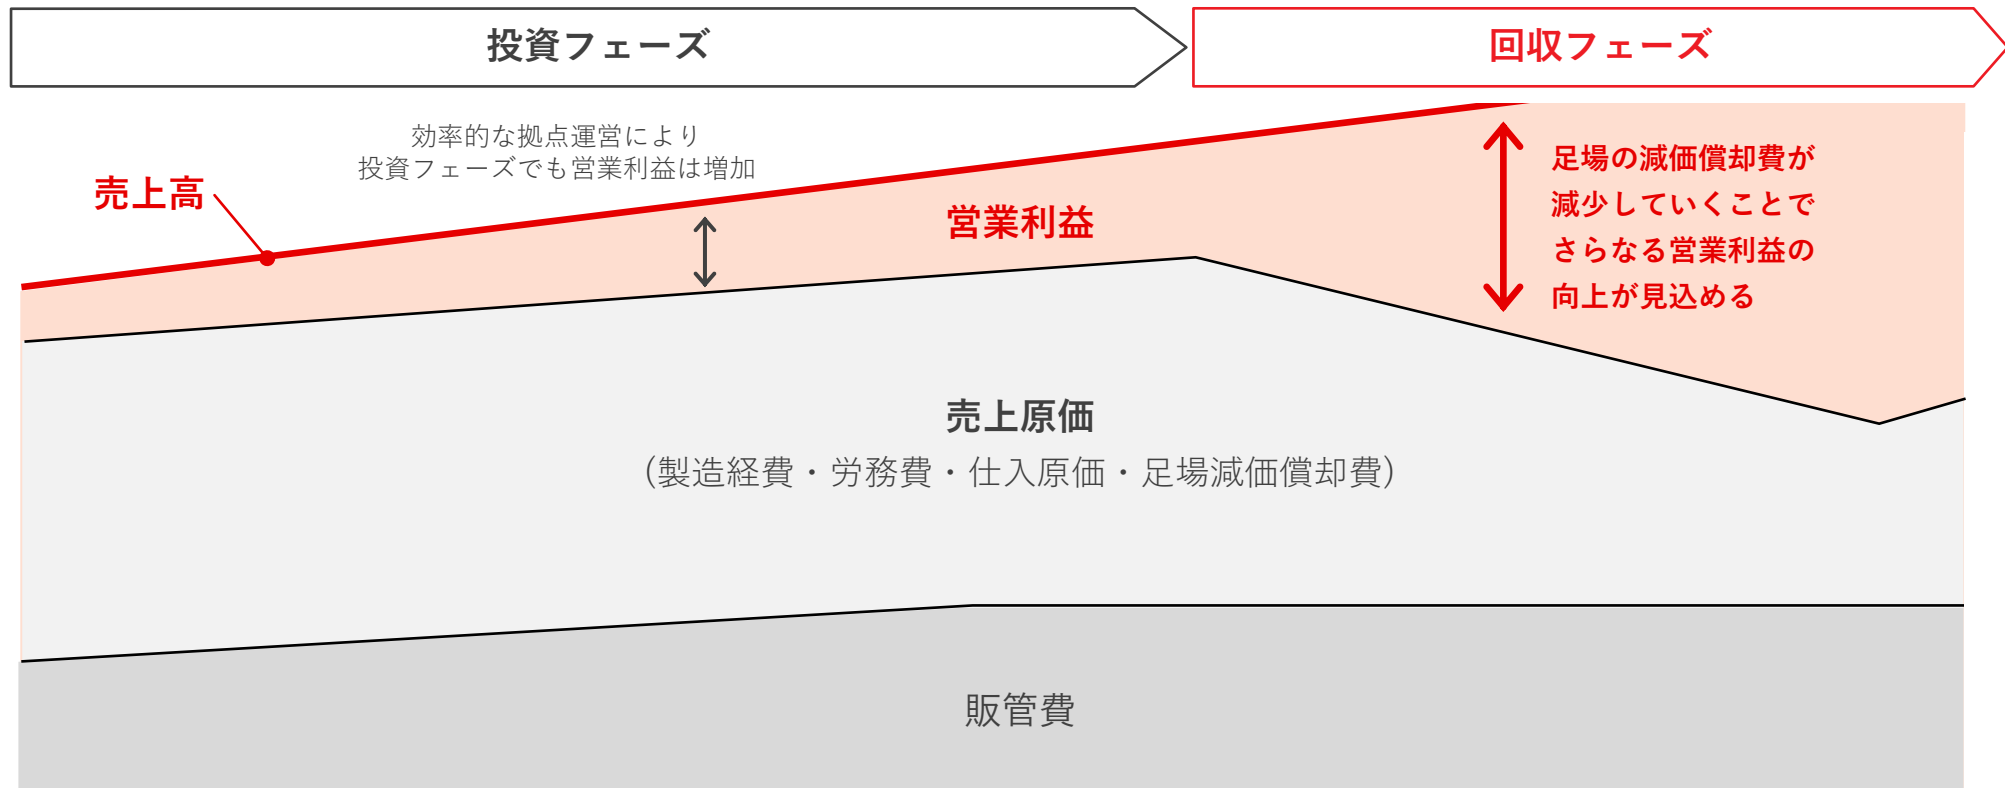 投資フェーズ
回収フェーズ
効率的な拠点運営により
投資フェーズでも営業利益は増加
売上高
営業利益
足場の減価償却費が
減少していくことで
さらなる営業利益の
向上が見込める
売上原価
(製造経費・労務費・仕入原価・足場減価償却費)
販管費